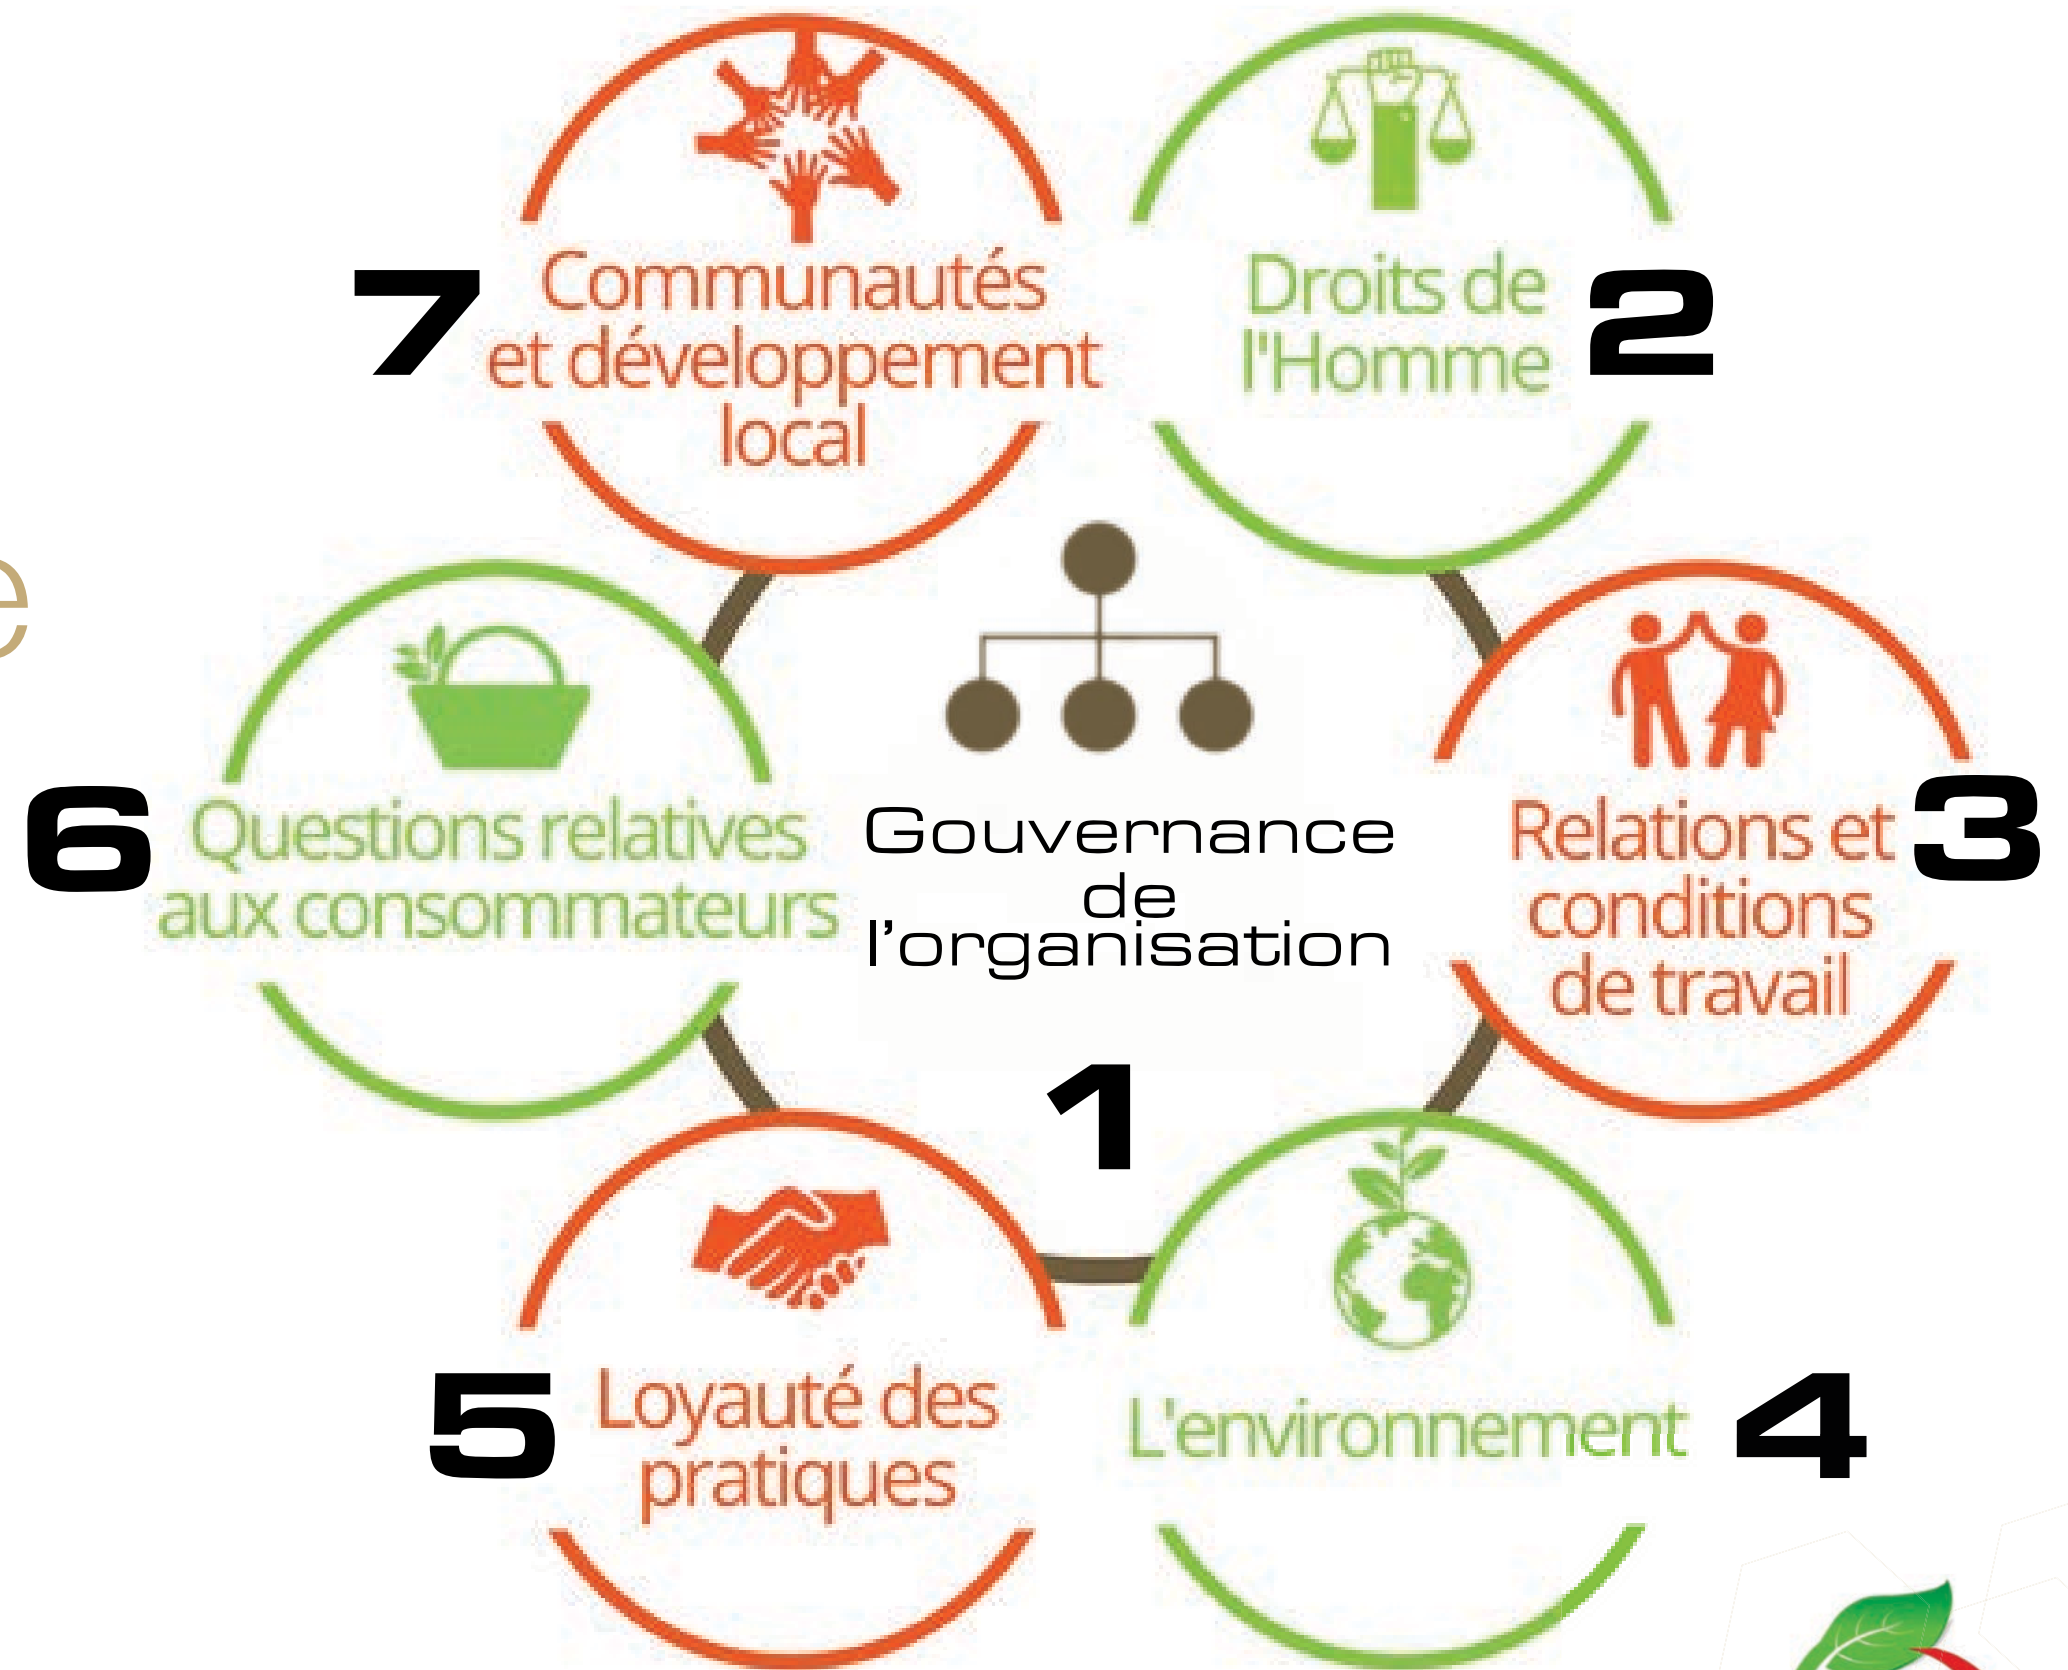 7
Communautés
et développement
local
Droits de
l'Homme
2
e
6
Questions relatives
aux consommateurs
Gouvernance
de
l’organisation
1
Relations et
conditions
de travail
3
5
Loyauté des
pratiques
L'environnement
4